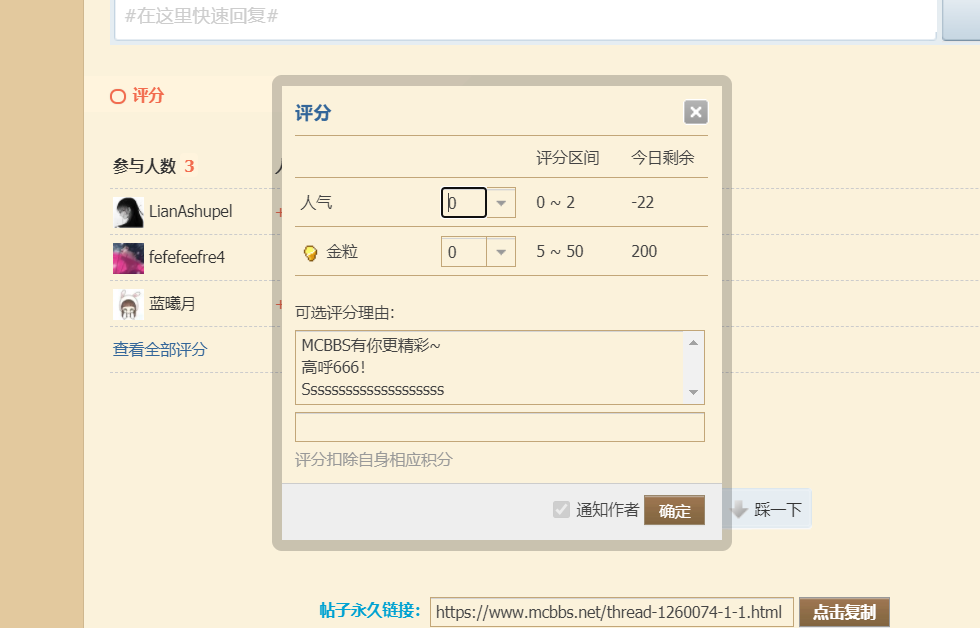 #在这里快速回复#
评分
参与人数 3
LianAshupel
+
fefefeefre4
蓝曦月
+
查看全部评分
评分
评分区间 今日剩余
人气 0 0 ~ 2 -22
金粒 0 5 ~ 50 200
可选评分理由:
MCBBS有你更精彩~
高呼666!
评分扣除自身相应积分
通知作者 确定
踩一下
帖子永久链接: https://www.mcbbs.net/thread-1260074-1-1.html 点击复制